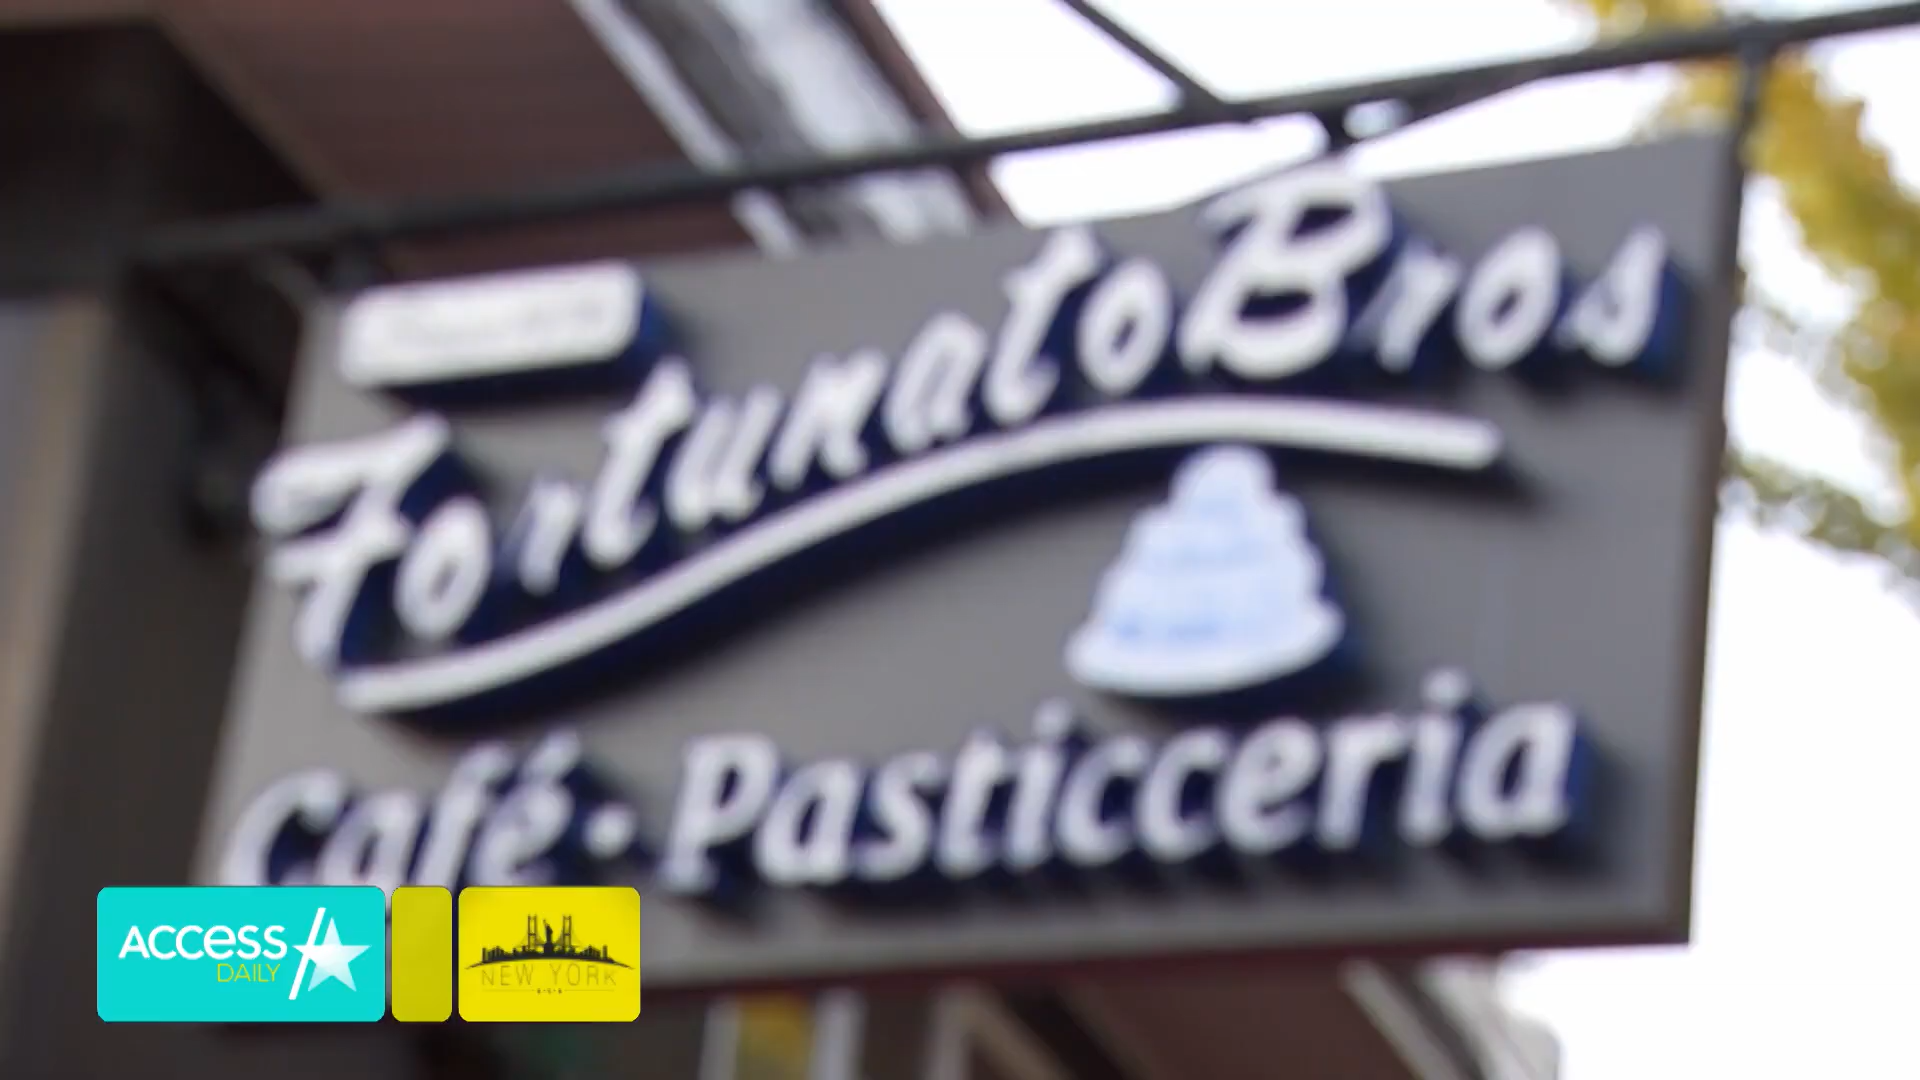 Fortunato Bros
Café · Pasticceria
ACCESS
DAILY
NEW YORK